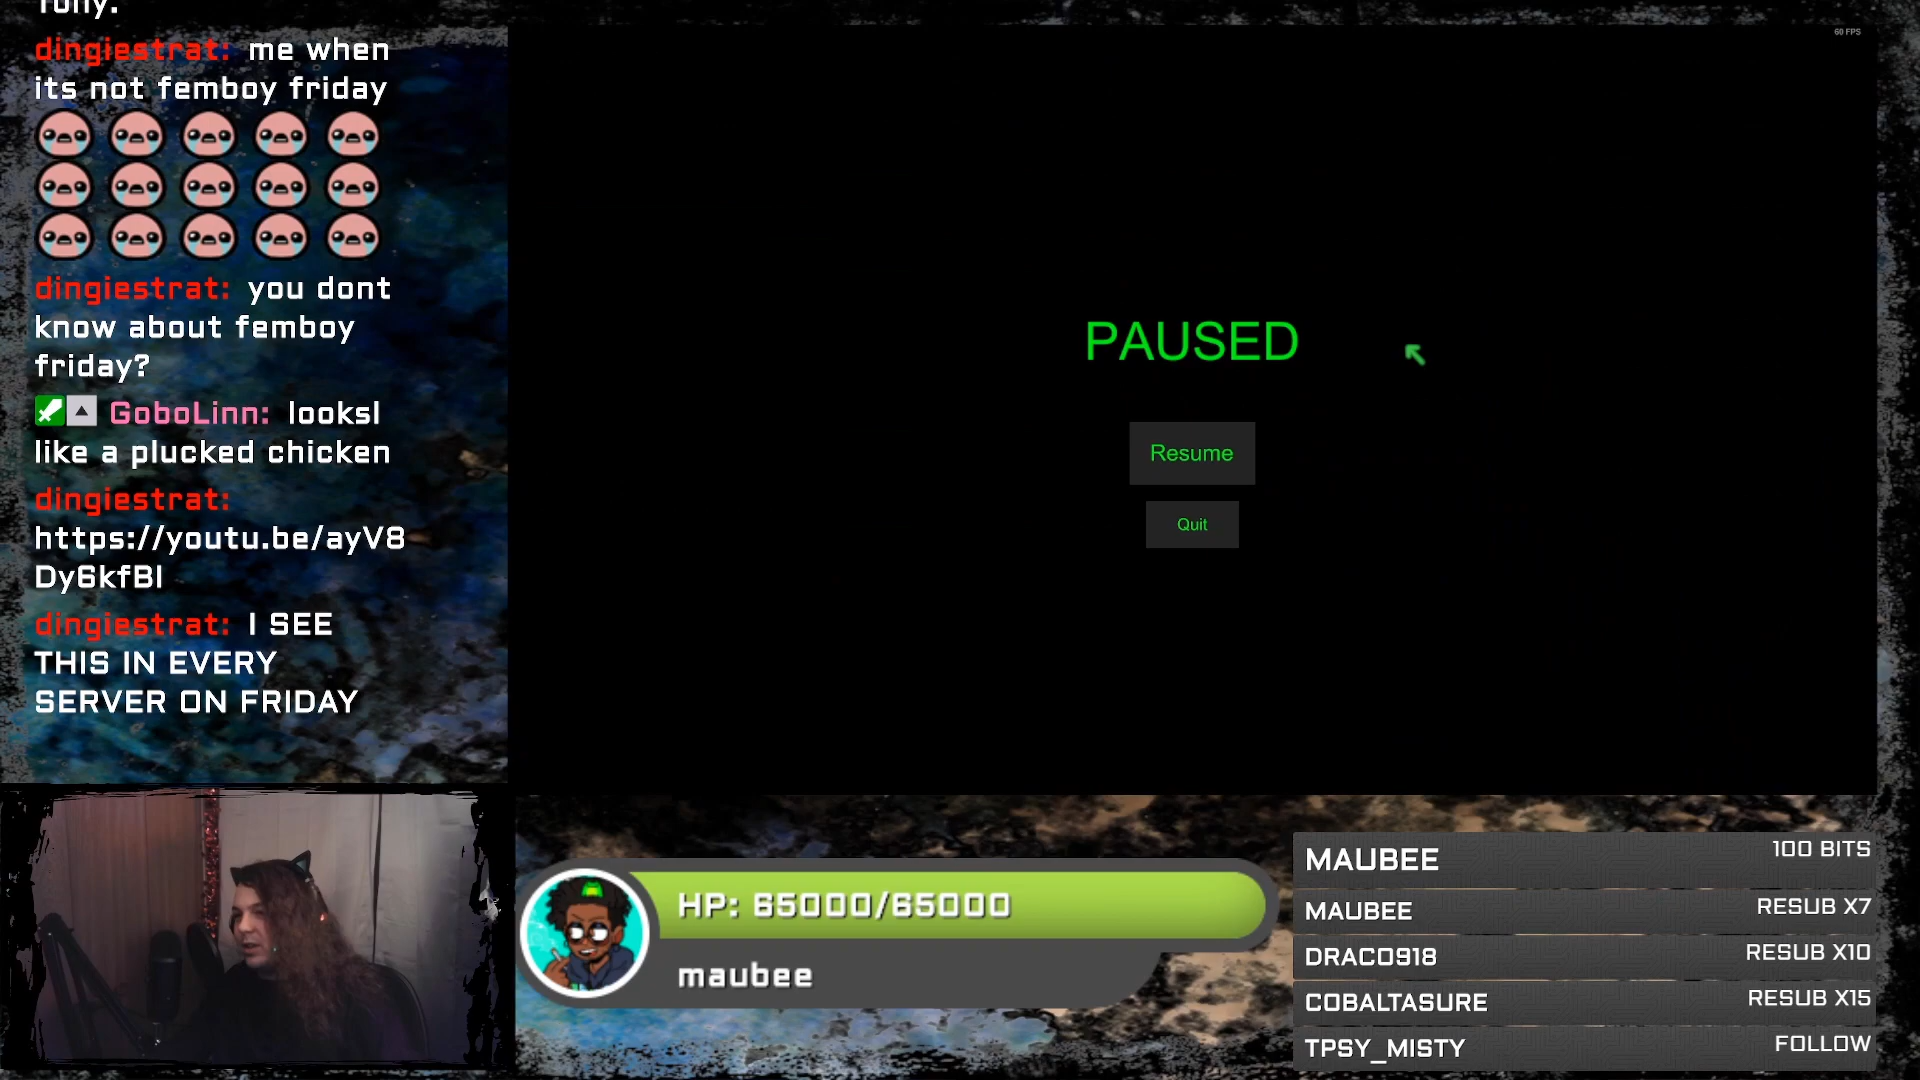 dingiestrat: me when
its not femboy friday
dingiestrat: you dont
know about femboy
friday?
GoboLinn: looksl
like a plucked chicken
dingiestrat:
https://youtu.be/ayV8
Dy6kfBI
dingiestrat: I SEE
THIS IN EVERY
SERVER ON FRIDAY
60 FPS
PAUSED
Resume
Quit
HP: 65000/65000
maubee
MAUBEE 100 BITS
MAUBEE RESUB X7
DRACO918 RESUB X10
COBALTASURE RESUB X15
TPSY_MISTY FOLLOW